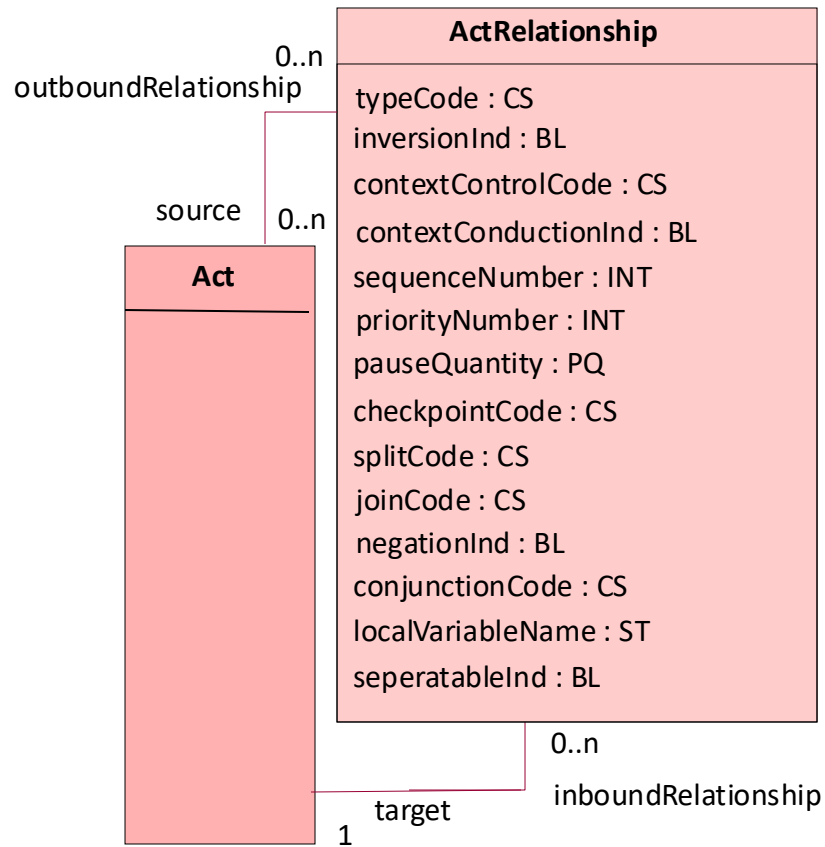 ActRelationship
0..n
outboundRelationship
typeCode : CS
inversionInd : BL
contextControlCode : CS
source
0..n
contextConductionInd : BL
Act
sequenceNumber : INT
priorityNumber : INT
pauseQuantity : PQ
checkpointCode : CS
splitCode : CS
joinCode : CS
negationInd : BL
conjunctionCode : CS
localVariableName : ST
seperatableInd : BL
0..n
inboundRelationship
target
1